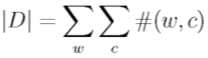 |D| = ∑_w ∑_c #(w, c)